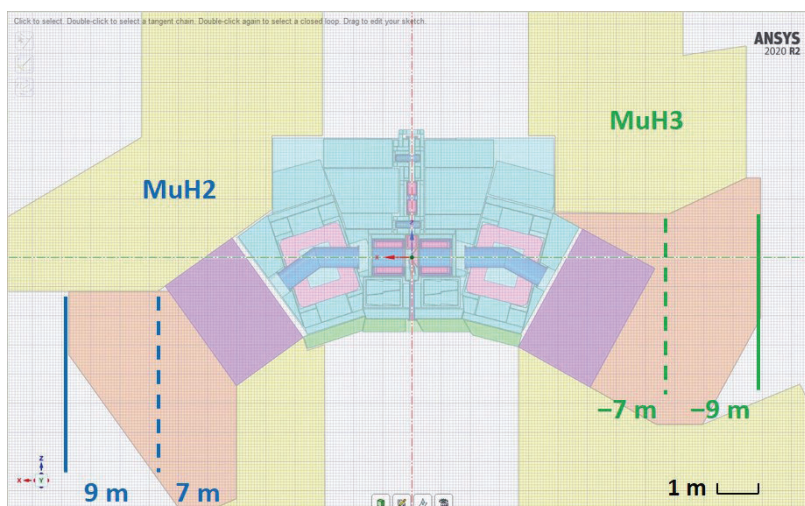 Click to select. Double-click to select a tangent chain. Double-click again to select a closed loop. Drag to edit your sketch.
ANSYS
2020 R2
MuH3
MuH2
X
–7 m –9 m
Z
X Y
9 m 7 m
1 m